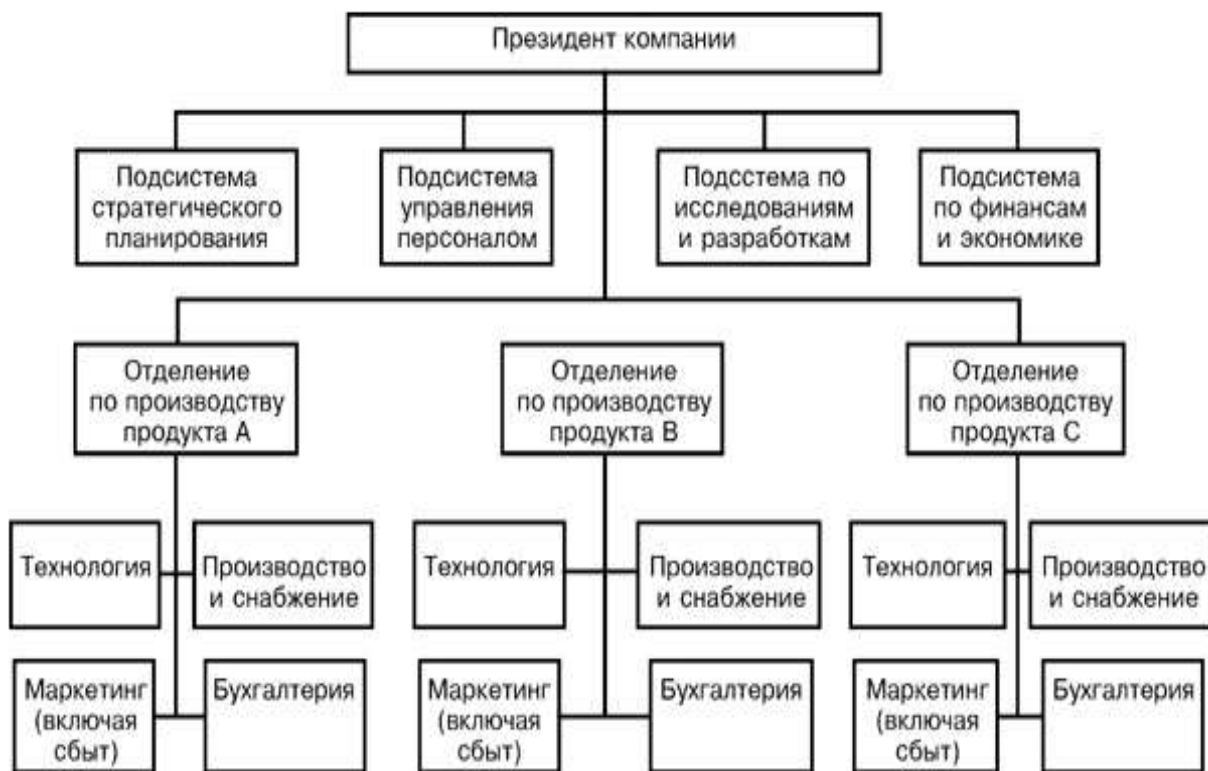 Президент компании
Подсистема
стратегического
планирования
Подсистема
управления
персоналом
Подсстема по
исследованиям
и разработкам
Подсистема
по финансам
и экономике
Отделение
по производству
продукта А
Отделение
по производству
продукта В
Отделение
по производству
продукта С
Технология
Производство
и снабжение
Технология
Производство
и снабжение
Технология
Производство
и снабжение
Маркетинг
(включая
сбыт)
Бухгалтерия
Маркетинг
(включая
сбыт)
Бухгалтерия
Маркетинг
(включая
сбыт)
Бухгалтерия